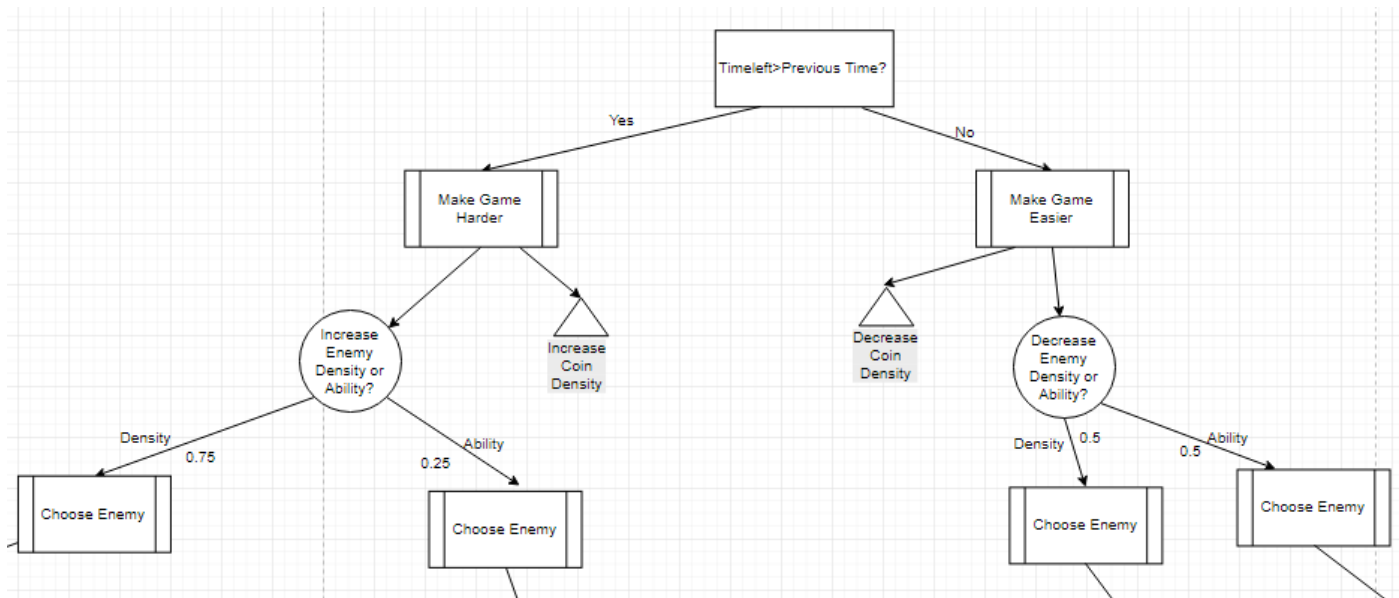 Timeleft>Previous Time?
Yes
No
Make Game
Harder
Make Game
Easier
Increase
Enemy
Density or
Ability?
Increase
Coin
Density
Decrease
Coin
Density
Decrease
Enemy
Density or
Ability?
Density
0.75
Ability
0.25
Density
0.5
Ability
0.5
Choose Enemy
Choose Enemy
Choose Enemy
Choose Enemy